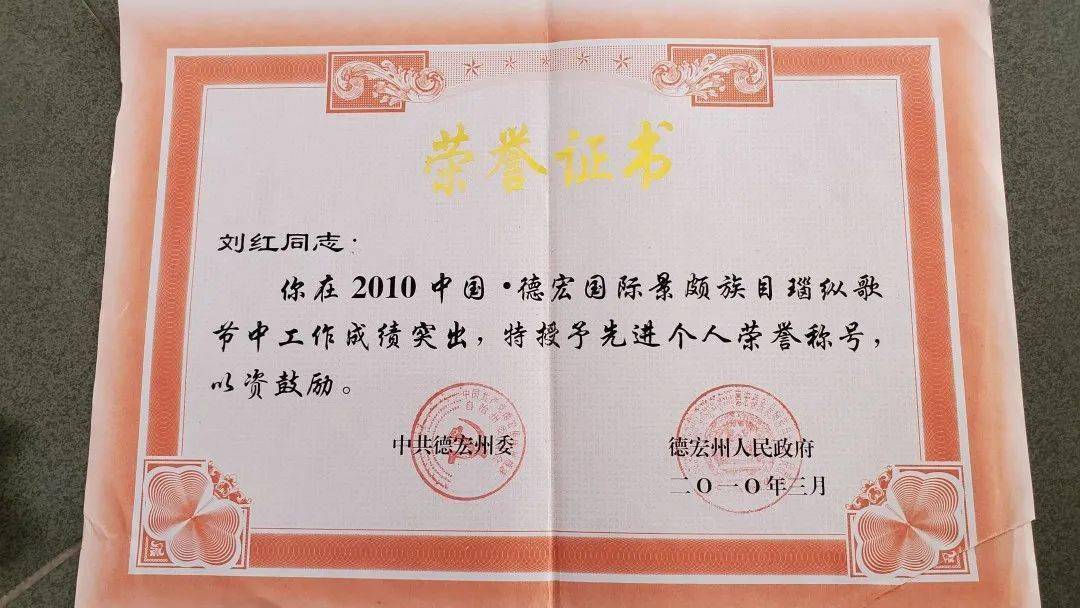 荣誉证书
刘红同志:
你在2010中国·德宏国际景颇族目瑙纵歌
节中工作成绩突出，特授予先进个人荣誉称号，
以资鼓励。
中共德宏州委
德宏州人民政府
二〇一〇年三月